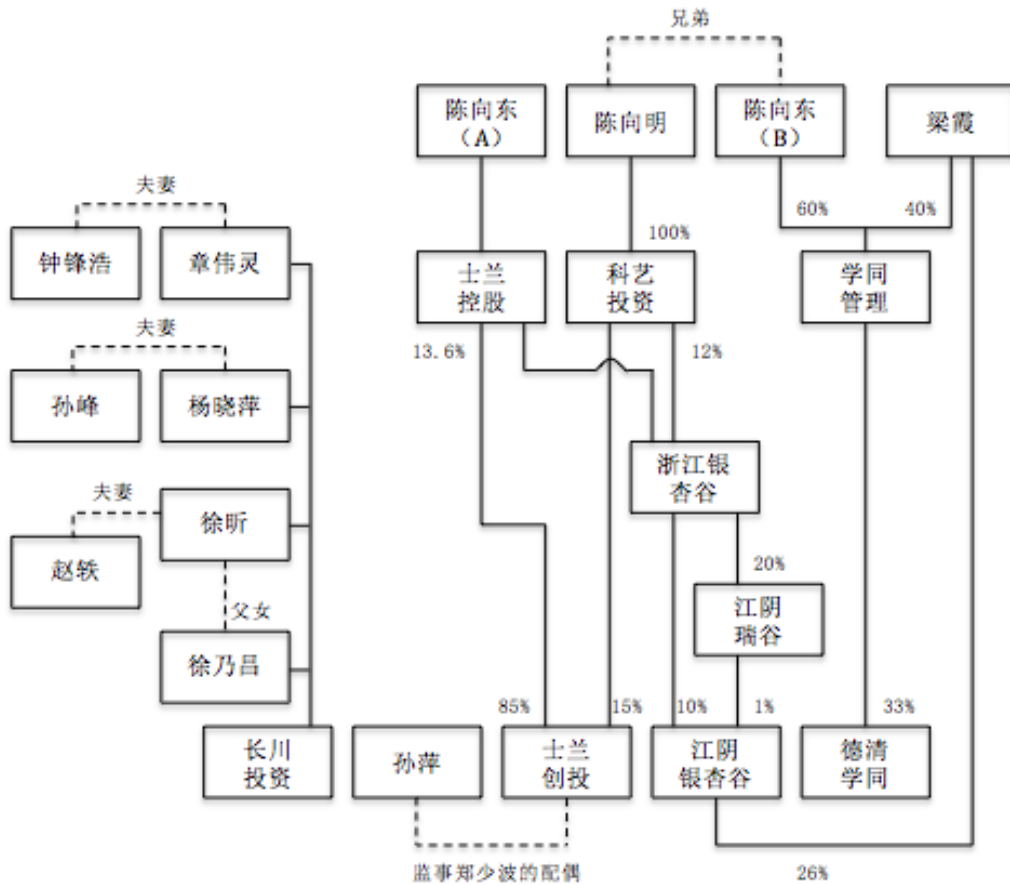 兄弟
陈向东
（A）
陈向明
陈向东
（B）
梁霞
夫妻
60%
40%
钟锋浩
章伟灵
100%
士兰
控股
科艺
投资
学同
管理
夫妻
13.6%
12%
孙峰
杨晓萍
浙江银
杏谷
夫妻
徐昕
赵轶
20%
江阴
瑞谷
父女
徐乃昌
85%
15%
10%
1%
33%
长川
投资
孙萍
士兰
创投
江阴
银杏谷
德清
学同
监事郑少波的配偶
26%